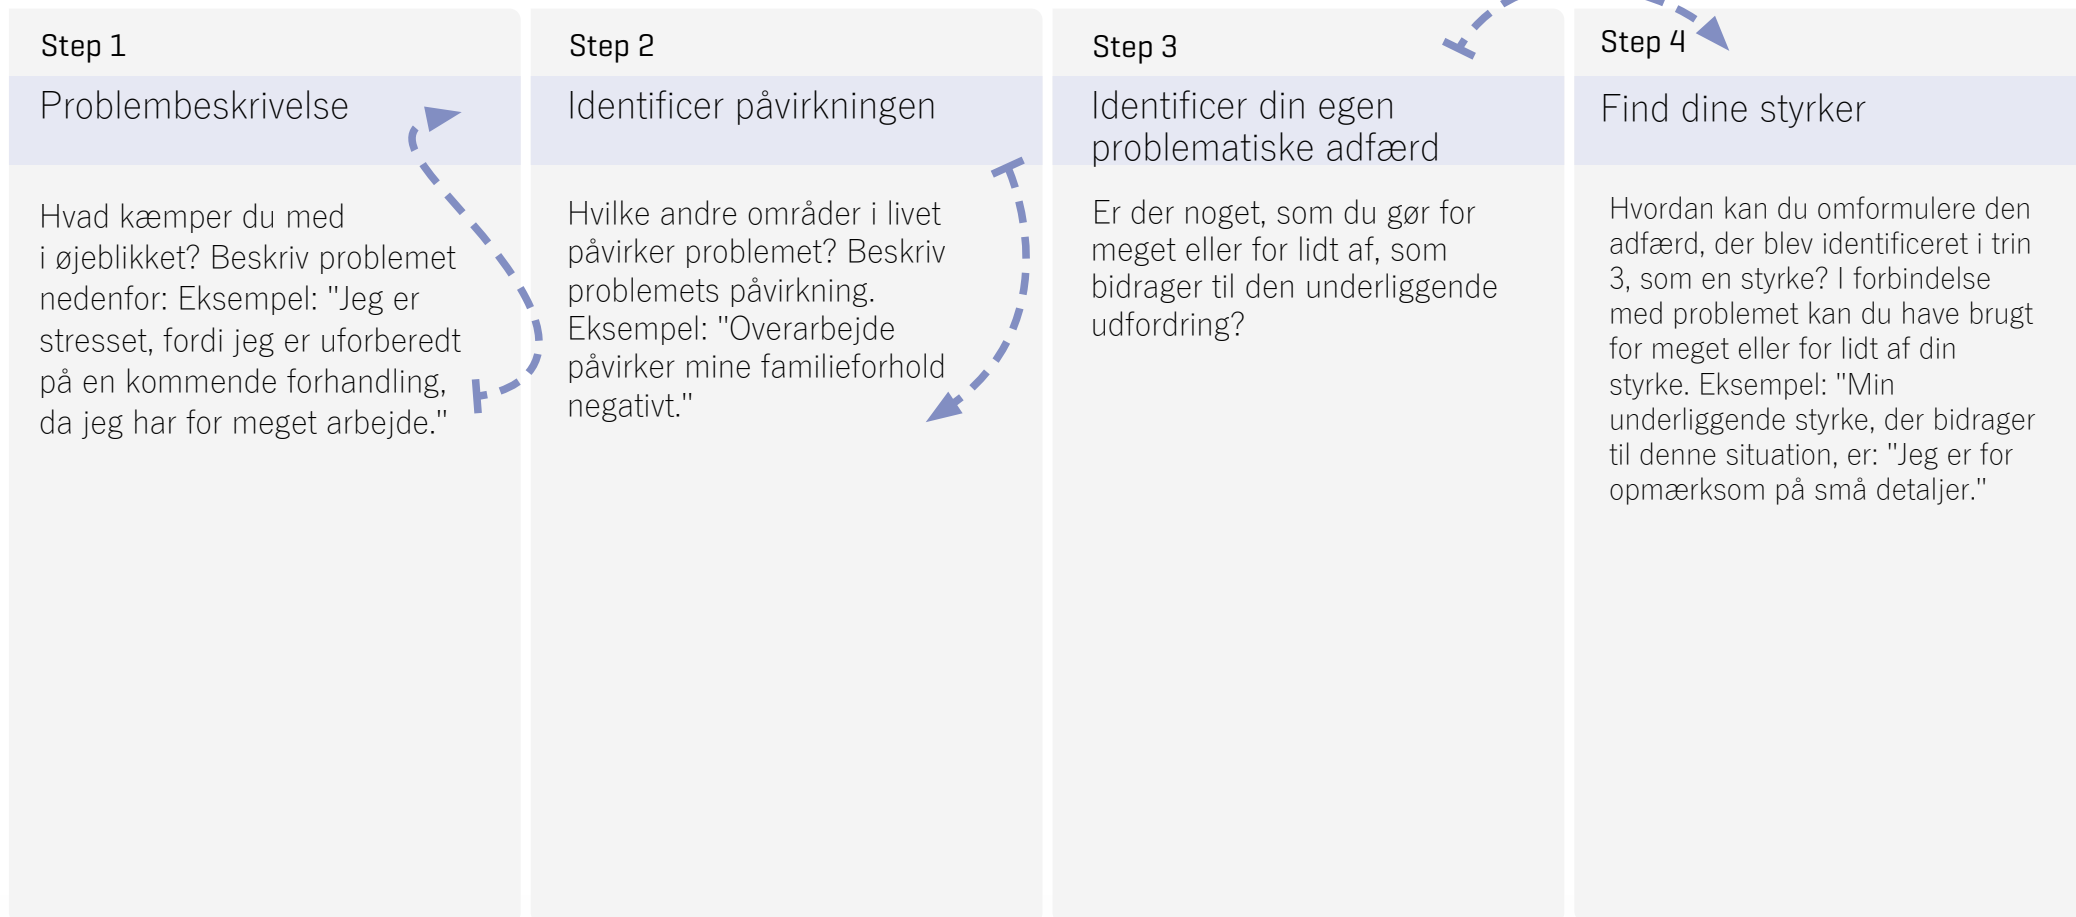 Step 1
Problembeskrivelse
Hvad kæmper du med
i øjeblikket? Beskriv problemet
nedenfor: Eksempel: "Jeg er
stresset, fordi jeg er uforberedt
på en kommende forhandling,
da jeg har for meget arbejde."
Step 2
Identificer påvirkningen
Hvilke andre områder i livet
påvirker problemet? Beskriv
problemets påvirkning.
Eksempel: "Overarbejde
påvirker mine familieforhold
negativt."
Step 3
Identificer din egen
problematiske adfærd
Er der noget, som du gør for
meget eller for lidt af, som
bidrager til den underliggende
udfordring?
Step 4
Find dine styrker
Hvordan kan du omformulere den
adfærd, der blev identificeret i trin
3, som en styrke? I forbindelse
med problemet kan du have brugt
for meget eller for lidt af din
styrke. Eksempel: "Min
underliggende styrke, der bidrager
til denne situation, er: "Jeg er for
opmærksom på små detaljer."